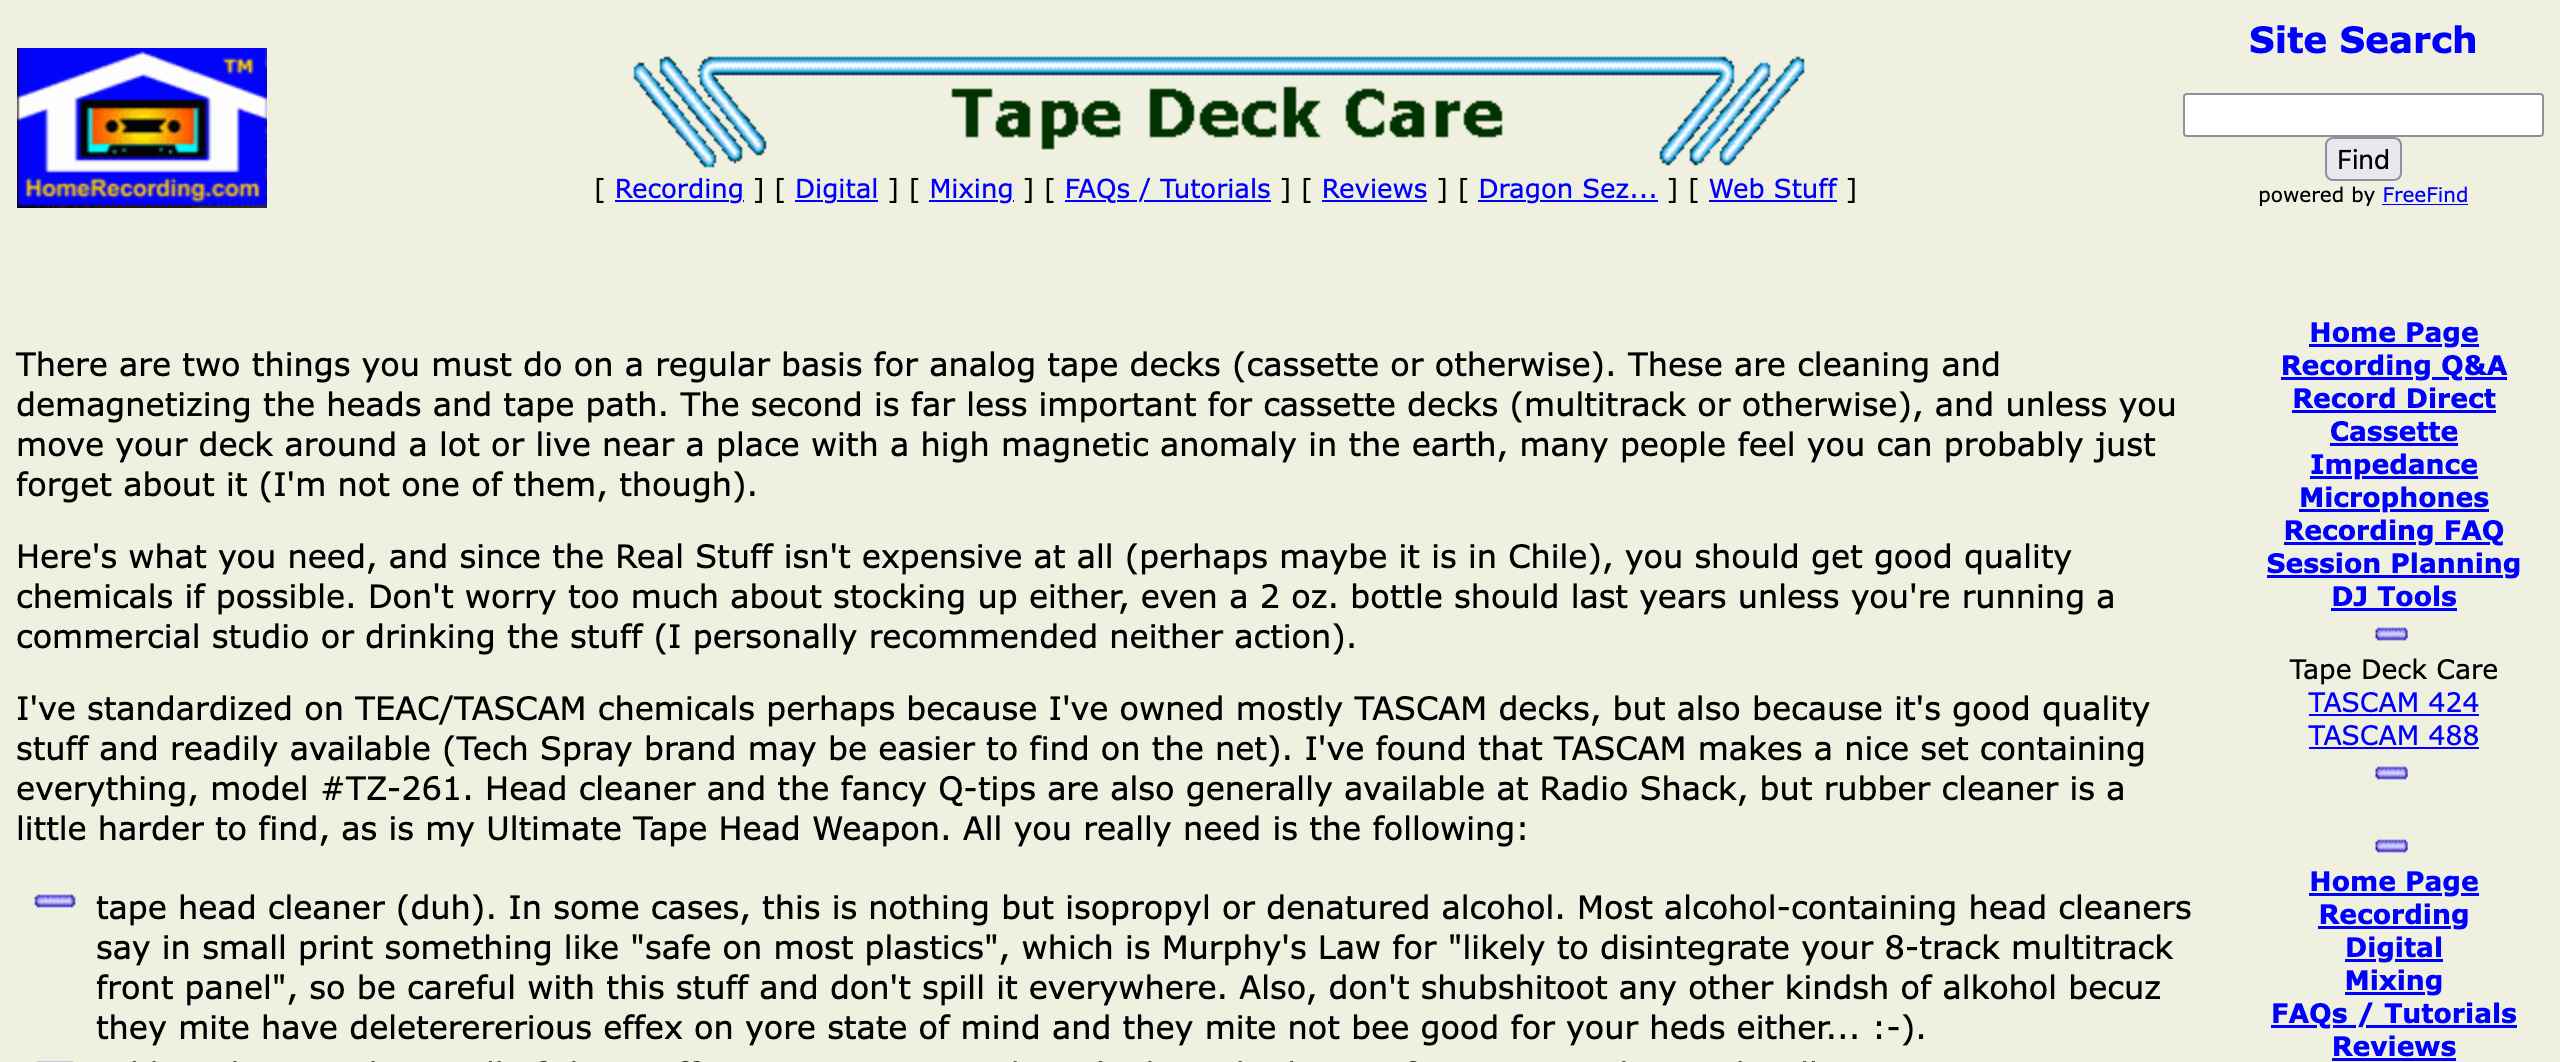 TM
HomeRecording.com
Tape Deck Care
[ Recording ] [ Digital ] [ Mixing ] [ FAQs / Tutorials ] [ Reviews ] [ Dragon Sez... ] [ Web Stuff ]
Site Search
Find
powered by FreeFind
There are two things you must do on a regular basis for analog tape decks (cassette or otherwise). These are cleaning and
demagnetizing the heads and tape path. The second is far less important for cassette decks (multitrack or otherwise), and unless you
move your deck around a lot or live near a place with a high magnetic anomaly in the earth, many people feel you can probably just
forget about it (I'm not one of them, though).
Here's what you need, and since the Real Stuff isn't expensive at all (perhaps maybe it is in Chile), you should get good quality
chemicals if possible. Don't worry too much about stocking up either, even a 2 oz. bottle should last years unless you're running a
commercial studio or drinking the stuff (I personally recommended neither action).
I've standardized on TEAC/TASCAM chemicals perhaps because I've owned mostly TASCAM decks, but also because it's good quality
stuff and readily available (Tech Spray brand may be easier to find on the net). I've found that TASCAM makes a nice set containing
everything, model #TZ-261. Head cleaner and the fancy Q-tips are also generally available at Radio Shack, but rubber cleaner is a
little harder to find, as is my Ultimate Tape Head Weapon. All you really need is the following:
tape head cleaner (duh). In some cases, this is nothing but isopropyl or denatured alcohol. Most alcohol-containing head cleaners
say in small print something like "safe on most plastics", which is Murphy's Law for "likely to disintegrate your 8-track multitrack
front panel", so be careful with this stuff and don't spill it everywhere. Also, don't shubshitoot any other kindsh of alkohol becuz
they mite have deleterererious effex on yore state of mind and they mite not bee good for your heds either... :-).
Home Page
Recording Q&A
Record Direct
Cassette
Impedance
Microphones
Recording FAQ
Session Planning
DJ Tools
Tape Deck Care
TASCAM 424
TASCAM 488
Home Page
Recording
Digital
Mixing
FAQs / Tutorials
Reviews